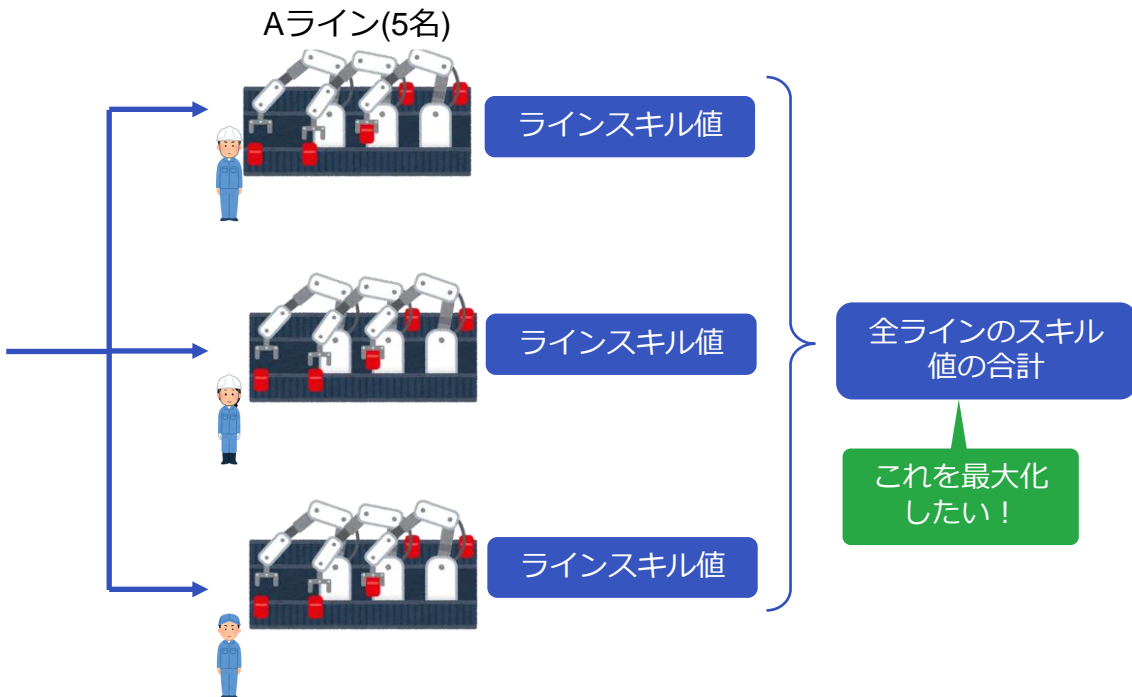 Aライン(5名)
ラインスキル値
ラインスキル値
ラインスキル値
全ラインのスキル
値の合計
これを最大化
したい！